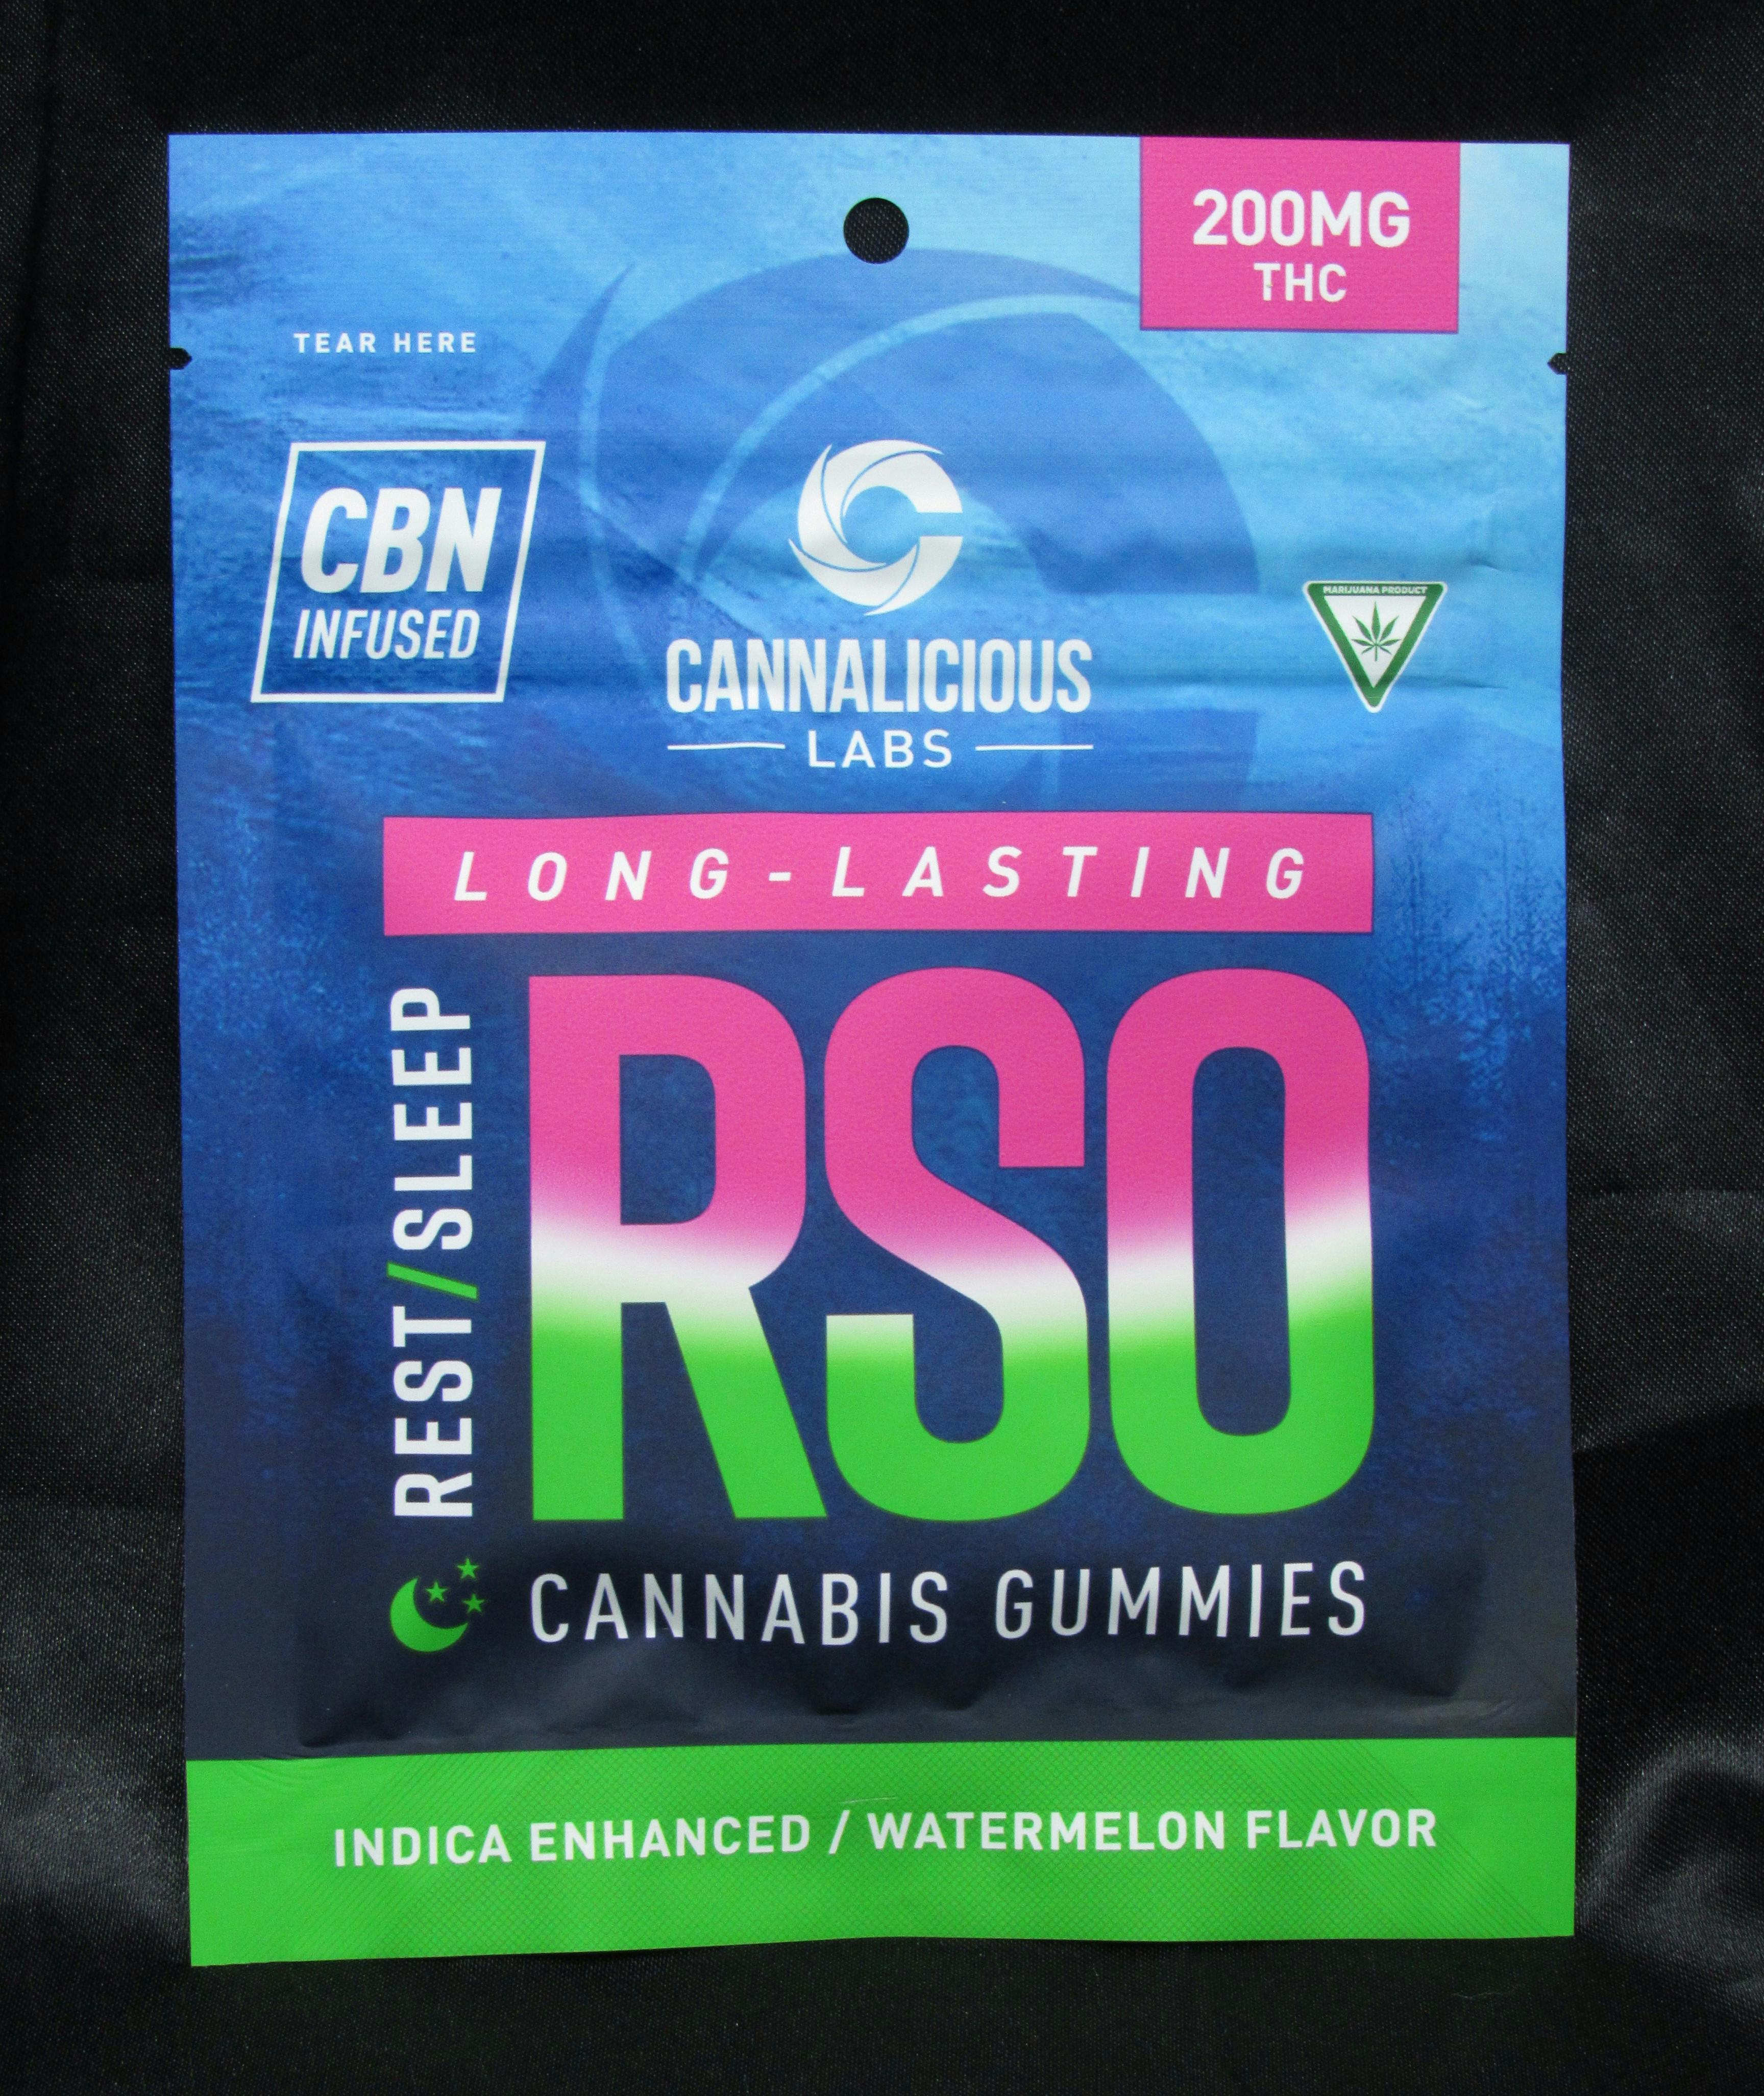 200MG
THC
TEAR HERE
CBN
INFUSED
CANNALICIOUS
LABS
MARIJUANA PRODUCT
LONG-LASTING
REST/SLEEP
RSO
CANNABIS GUMMIES
INDICA ENHANCED / WATERMELON FLAVOR